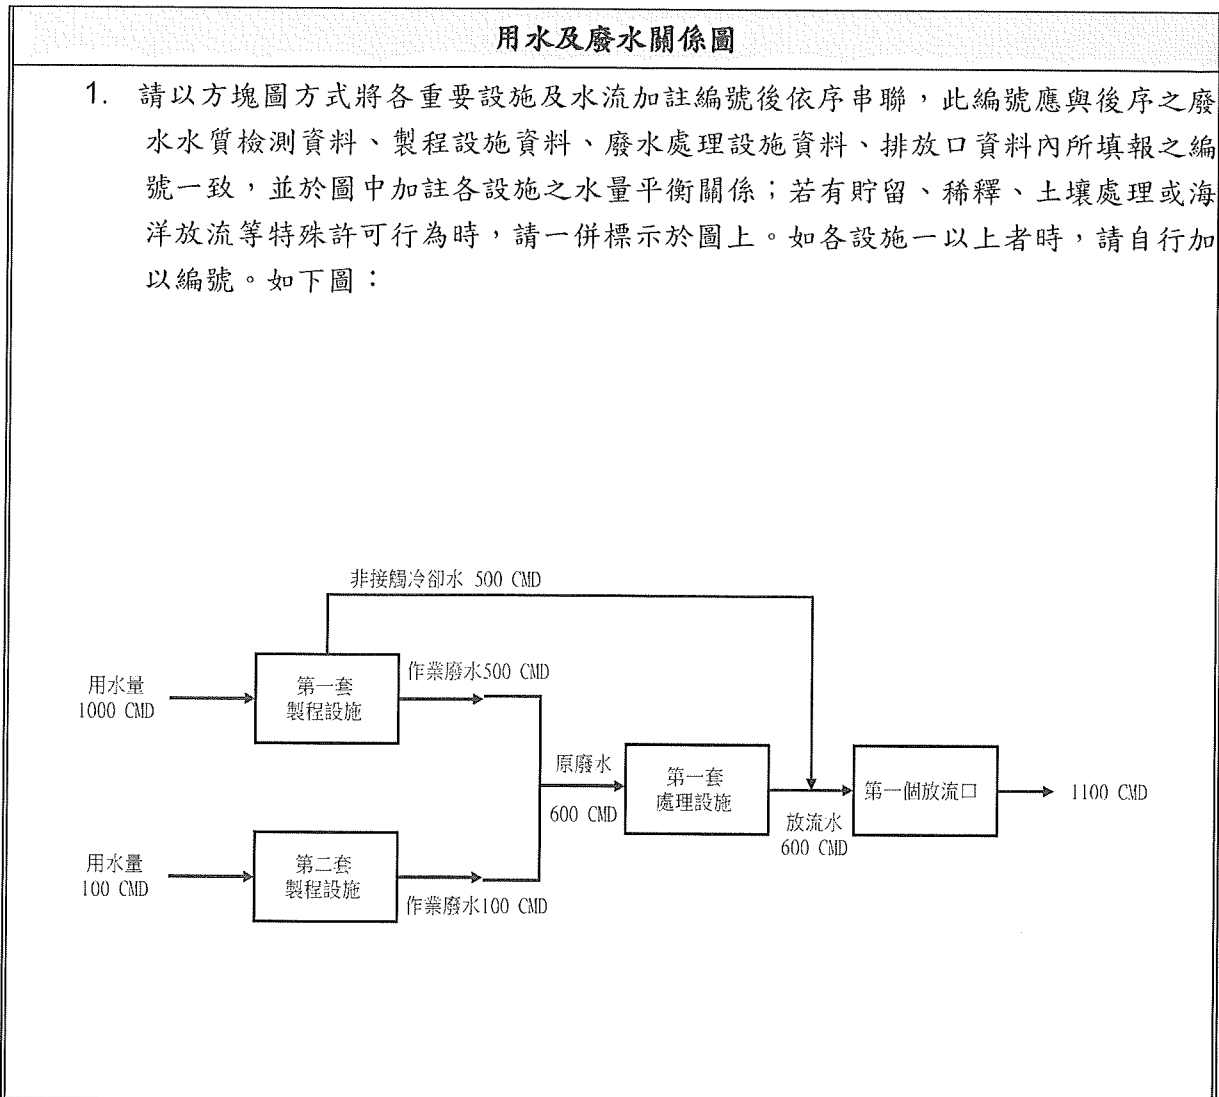 用水及廢水關係圖
1. 請以方塊圖方式將各重要設施及水流加註編號後依序串聯，此編號應與後序之廢
水水質檢測資料、製程設施資料、廢水處理設施資料、排放口資料內所填報之編
號一致，並於圖中加註各設施之水量平衡關係；若有貯留、稀釋、土壤處理或海
洋放流等特殊許可行為時，請一併標示於圖上。如各設施一以上者時，請自行加
以編號。如下圖：
非接觸冷卻水 500 CMD
用水量
1000 CMD
第一套
製程設施
作業廢水500 CMD
原廢水
600 CMD
第一套
處理設施
放流水
600 CMD
第一個放流口
1100 CMD
用水量
100 CMD
第二套
製程設施
作業廢水100 CMD